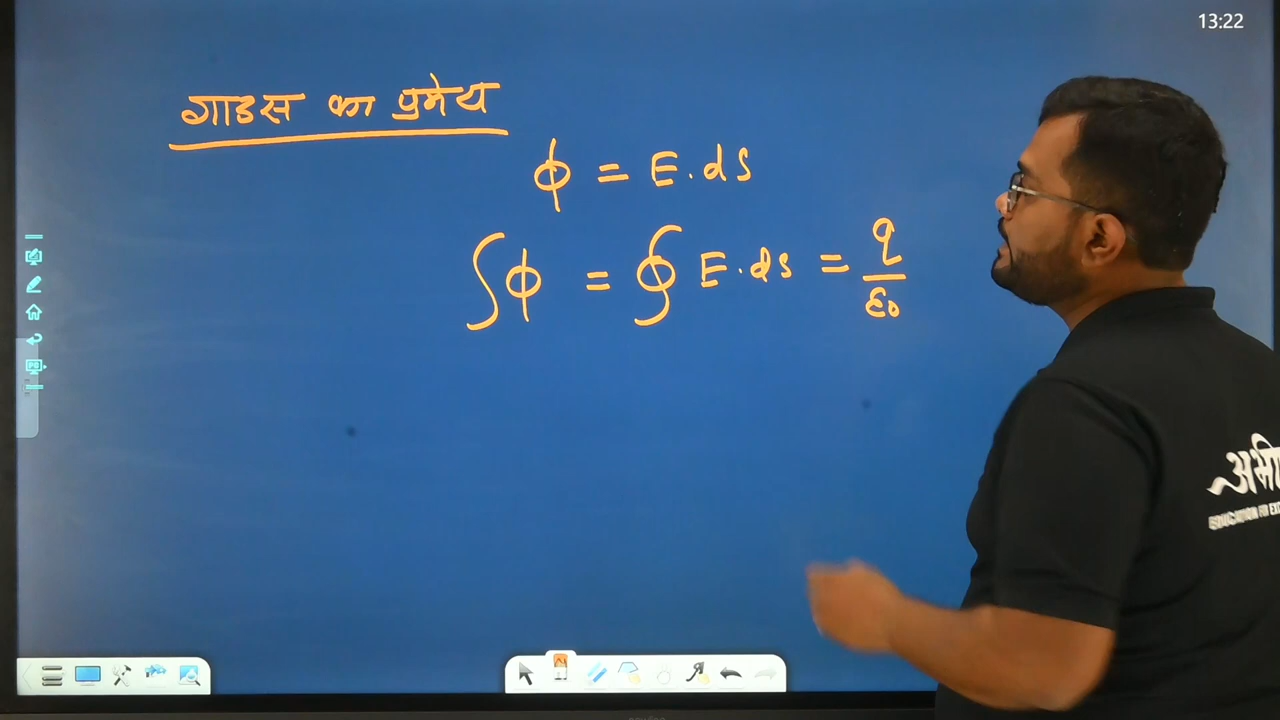 13:22
गाउस का प्रमेय
ϕ = E.ds
∫ϕ = ∮ E.ds = q/ε0